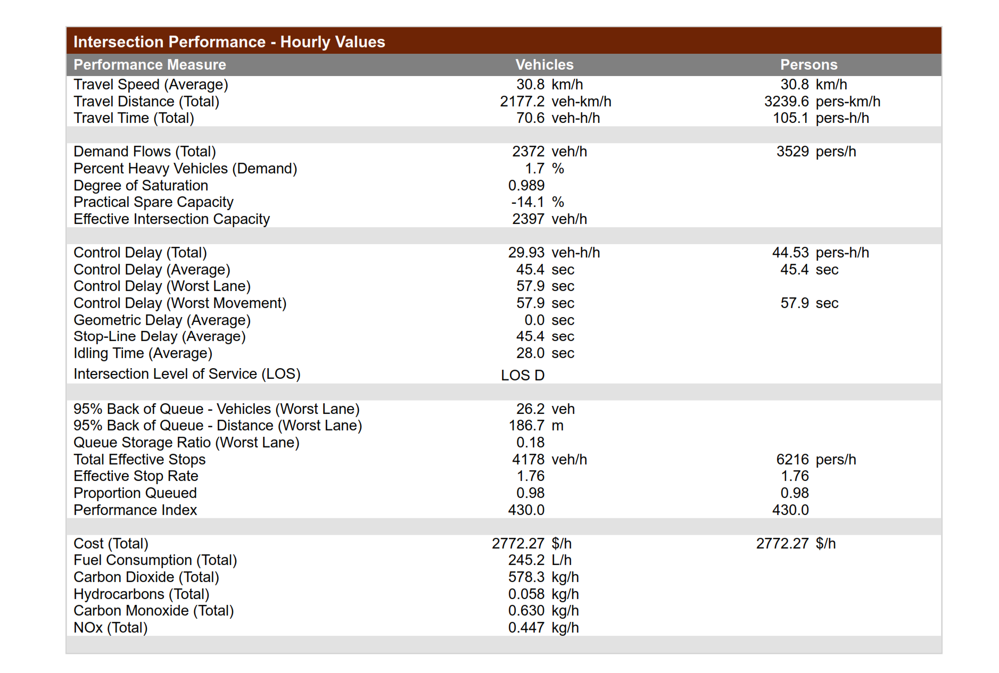 Intersection Performance - Hourly Values
Performance Measure Vehicles Persons
Travel Speed (Average) 30.8 km/h 30.8 km/h
Travel Distance (Total) 2177.2 veh-km/h 3239.6 pers-km/h
Travel Time (Total) 70.6 veh-h/h 105.1 pers-h/h
Demand Flows (Total) 2372 veh/h 3529 pers/h
Percent Heavy Vehicles (Demand) 1.7 %
Degree of Saturation 0.989
Practical Spare Capacity -14.1 %
Effective Intersection Capacity 2397 veh/h
Control Delay (Total) 29.93 veh-h/h 44.53 pers-h/h
Control Delay (Average) 45.4 sec 45.4 sec
Control Delay (Worst Lane) 57.9 sec
Control Delay (Worst Movement) 57.9 sec 57.9 sec
Geometric Delay (Average) 0.0 sec
Stop-Line Delay (Average) 45.4 sec
Idling Time (Average) 28.0 sec
Intersection Level of Service (LOS) LOS D
95% Back of Queue - Vehicles (Worst Lane) 26.2 veh
95% Back of Queue - Distance (Worst Lane) 186.7 m
Queue Storage Ratio (Worst Lane) 0.18
Total Effective Stops 4178 veh/h 6216 pers/h
Effective Stop Rate 1.76 1.76
Proportion Queued 0.98 0.98
Performance Index 430.0 430.0
Cost (Total) 2772.27 $/h 2772.27 $/h
Fuel Consumption (Total) 245.2 L/h
Carbon Dioxide (Total) 578.3 kg/h
Hydrocarbons (Total) 0.058 kg/h
Carbon Monoxide (Total) 0.630 kg/h
NOx (Total) 0.447 kg/h